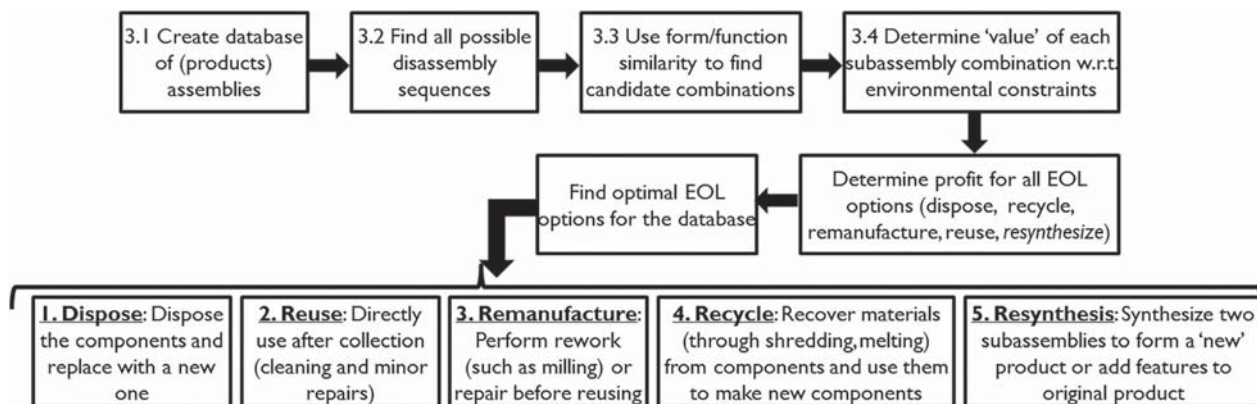 3.1 Create database
of (products)
assemblies
3.2 Find all possible
disassembly
sequences
3.3 Use form/function
similarity to find
candidate combinations
3.4 Determine ‘value’ of each
subassembly combination w.r.t.
environmental constraints
Determine profit for all EOL
options (dispose, recycle,
remanufacture, reuse, resynthesize)
Find optimal EOL
options for the database
1. Dispose: Dispose
the components and
replace with a new
one
2. Reuse: Directly
use after collection
(cleaning and minor
repairs)
3. Remanufacture:
Perform rework
(such as milling) or
repair before reusing
4. Recycle: Recover materials
(through shredding, melting)
from components and use them
to make new components
5. Resynthesis: Synthesize two
subassemblies to form a ‘new’
product or add features to
original product